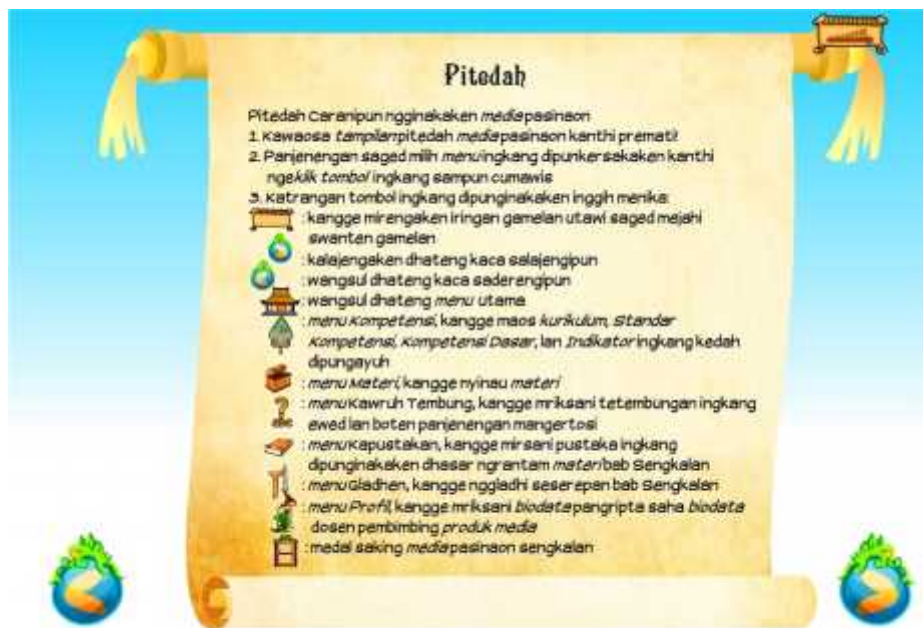 Pitedah
Pitedah Caranipun ngginakaken media pasinaon
1. Kawaosa tampilan pitedah media pasinaon kanthi premati!
2. Panjenengan saged milih menu ingkang dipunkersakaken kanthi
ngeklik tombol ingkang sampun cumawis
3. Katrangan tombol ingkang dipunginakaken inggih menika:
: kangge mirengaken iringan gamelan utawi saged mejahi
swanten gamelan
: kalajengaken dhateng kaca salajengipun
: wangsul dhateng kaca saderengipun
: wangsul dhateng menu utama
: menu Kompetensi, kangge maos kurikulum, Standar
Kompetensi, Kompetensi Dasar, lan Indikator ingkang kedah
dipungayuh
: menu Materi, kangge nyinau materi
: menu Kawruh Tembung, kangge mriksani tetembungan ingkang
ewed lan boten panjenengan mangertosi
: menu Kapustakan, kangge mirsani pustaka ingkang
dipunginakaken dhasar ngrantam materi bab Sengkalan
: menu Gladhen, kangge nggladhi seserepan bab Sengkalan
: menu Profil, kangge mriksani biodata pangripta saha biodata
dosen pembimbing produk media
: medal saking media pasinaon sengkalan